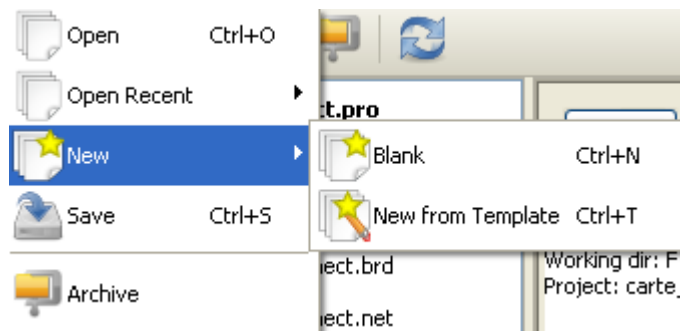 Open Ctrl+O
Open Recent
ct.pro
New
Blank Ctrl+N
Save Ctrl+S
New from Template Ctrl+T
ect.brd
Working dir: F
Project: carte_
Archive
ect.net